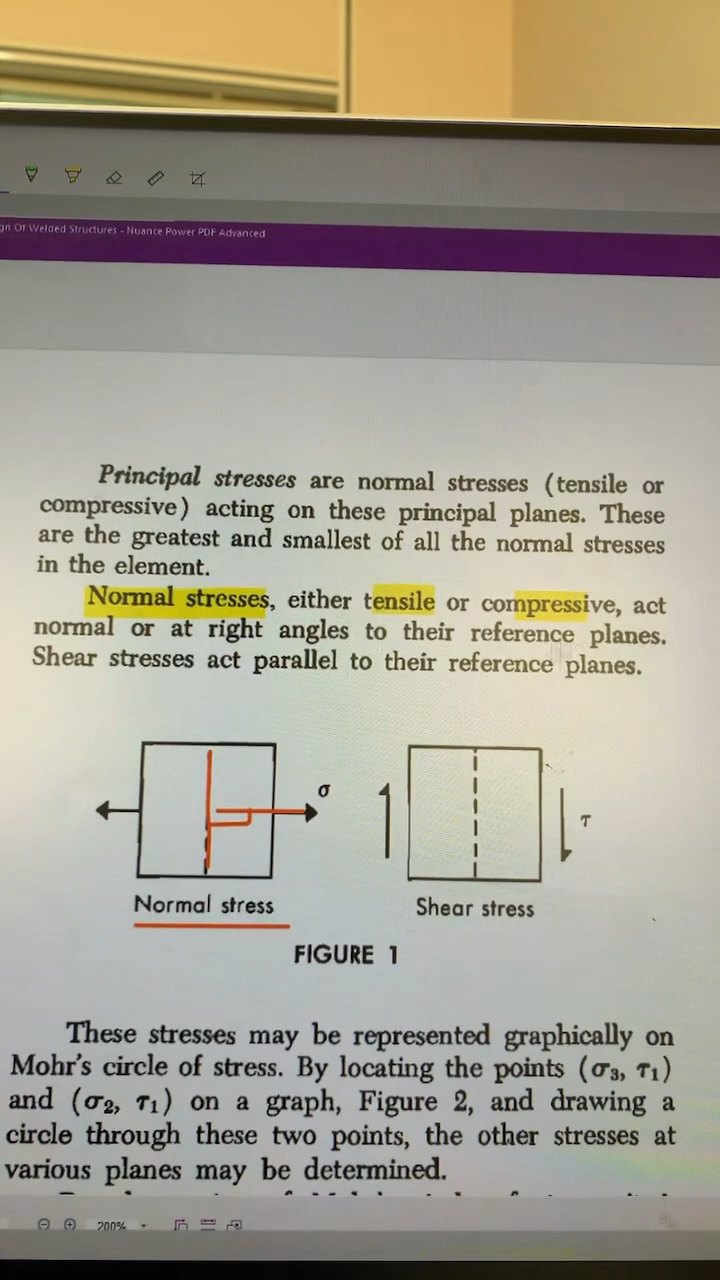 gn Of Welded Structures - Nuance Power PDF Advanced
Principal stresses are normal stresses (tensile or
compressive) acting on these principal planes. These
are the greatest and smallest of all the normal stresses
in the element.
Normal stresses, either tensile or compressive, act
normal or at right angles to their reference planes.
Shear stresses act parallel to their reference planes.
σ
τ
Normal stress
Shear stress
FIGURE 1
These stresses may be represented graphically on
Mohr's circle of stress. By locating the points (σ₃, τ₁)
and (σ₂, τ₁) on a graph, Figure 2, and drawing a
circle through these two points, the other stresses at
various planes may be determined.
200%